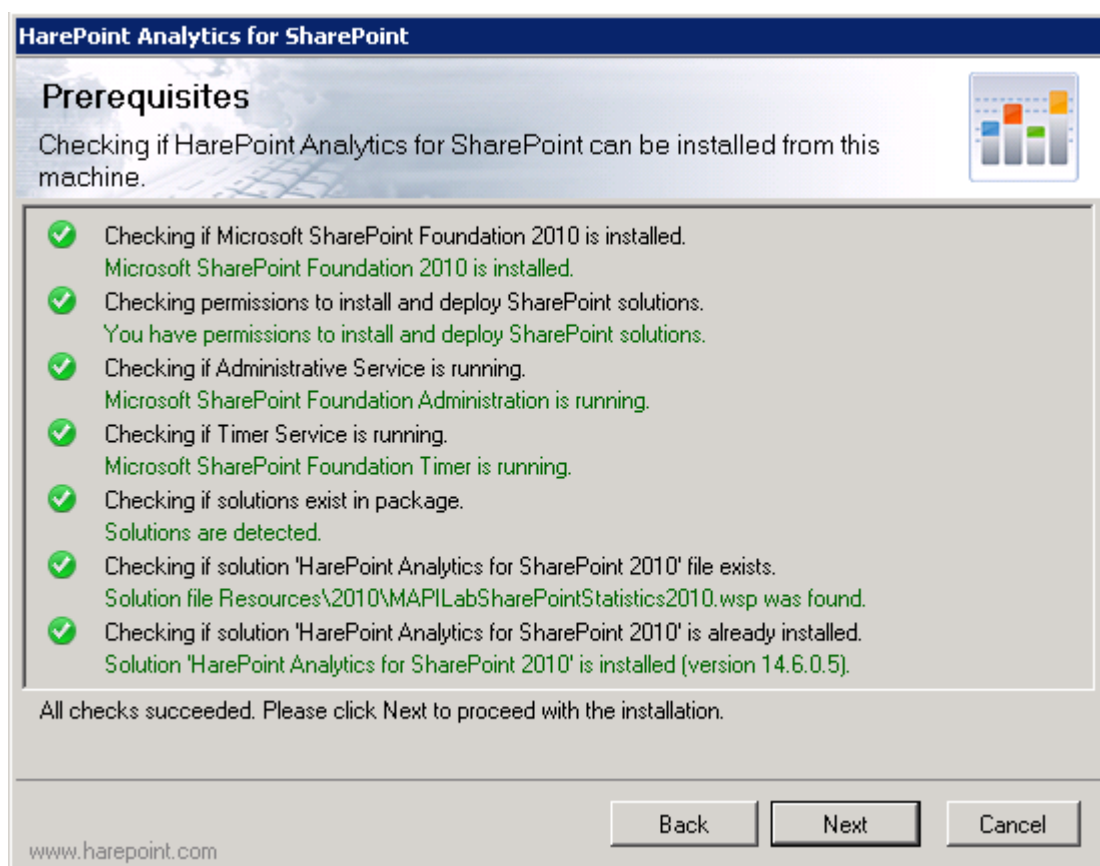 HarePoint Analytics for SharePoint
Prerequisites
Checking if HarePoint Analytics for SharePoint can be installed from this
machine.
Checking if Microsoft SharePoint Foundation 2010 is installed.
Microsoft SharePoint Foundation 2010 is installed.
Checking permissions to install and deploy SharePoint solutions.
You have permissions to install and deploy SharePoint solutions.
Checking if Administrative Service is running.
Microsoft SharePoint Foundation Administration is running.
Checking if Timer Service is running.
Microsoft SharePoint Foundation Timer is running.
Checking if solutions exist in package.
Solutions are detected.
Checking if solution 'HarePoint Analytics for SharePoint 2010' file exists.
Solution file Resources\2010\MAPILabSharePointStatistics2010.wsp was found.
Checking if solution 'HarePoint Analytics for SharePoint 2010' is already installed.
Solution 'HarePoint Analytics for SharePoint 2010' is installed (version 14.6.0.5).
All checks succeeded. Please click Next to proceed with the installation.
Back Next Cancel
www.harepoint.com